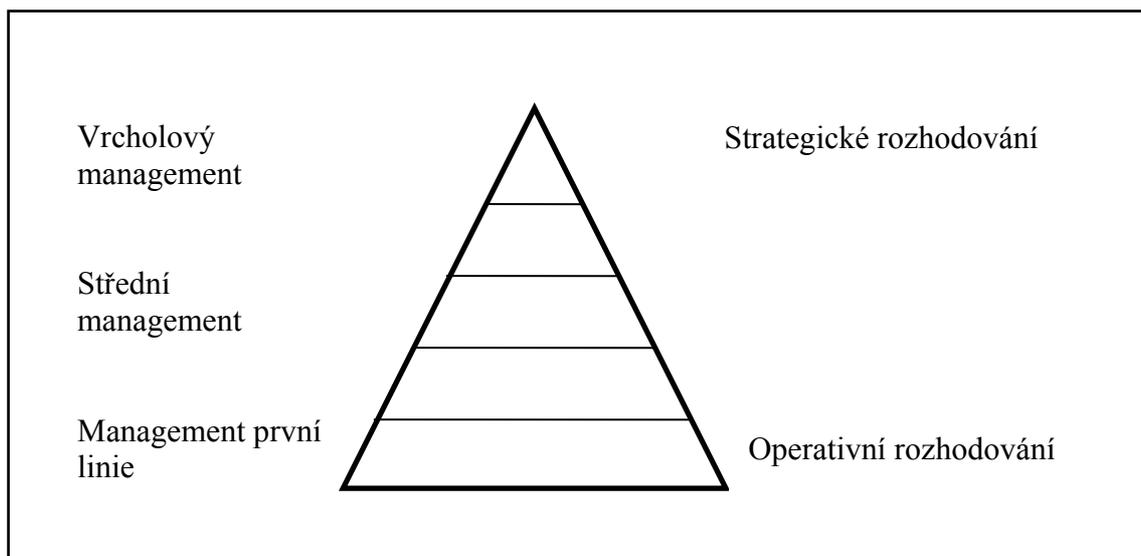 Vrcholový
management
Strategické rozhodování
Střední
management
Management první
linie
Operativní rozhodování